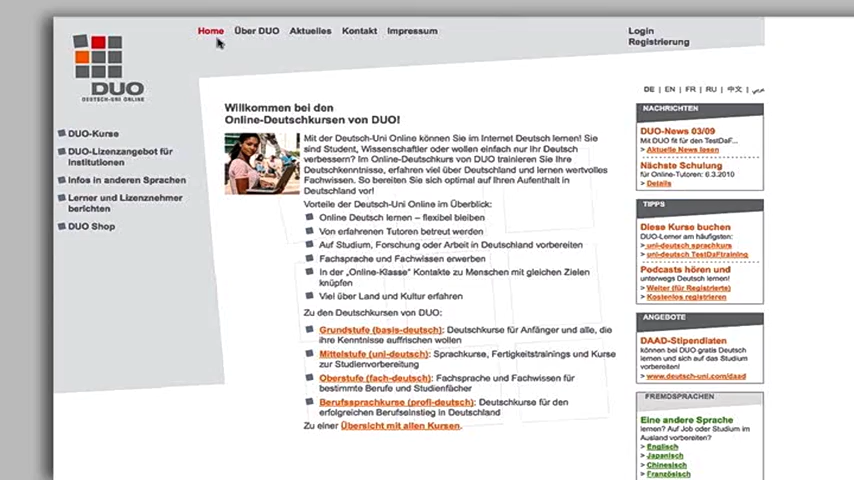 Home Über DUO Aktuelles Kontakt Impressum
Login
Registrierung
DUO
DEUTSCH-UNI ONLINE
DE | EN | FR | RU | 中文 | عربي
DUO-Kurse
DUO-Lizenzangebot für
Institutionen
Infos in anderen Sprachen
Lerner und Lizenznehmer
berichten
DUO Shop
Willkommen bei den
Online-Deutschkursen von DUO!
Mit der Deutsch-Uni Online können Sie im Internet Deutsch lernen! Sie
sind Student, Wissenschaftler oder wollen einfach nur Ihr Deutsch
verbessern? Im Online-Deutschkurs von DUO trainieren Sie Ihre
Deutschkenntnisse, erfahren viel über Deutschland und lernen wertvolles
Fachwissen. So bereiten Sie sich optimal auf Ihren Aufenthalt in
Deutschland vor!
Vorteile der Deutsch-Uni Online im Überblick:
Online Deutsch lernen – flexibel bleiben
Von erfahrenen Tutoren betreut werden
Auf Studium, Forschung oder Arbeit in Deutschland vorbereiten
Fachsprache und Fachwissen erwerben
In der „Online-Klasse" Kontakte zu Menschen mit gleichen Zielen
knüpfen
Viel über Land und Kultur erfahren
Zu den Deutschkursen von DUO:
Grundstufe (basis-deutsch): Deutschkurse für Anfänger und alle, die
ihre Kenntnisse auffrischen wollen
Mittelstufe (uni-deutsch): Sprachkurse, Fertigkeitstrainings und Kurse
zur Studienvorbereitung
Oberstufe (fach-deutsch): Fachsprache und Fachwissen für
bestimmte Berufe und Studienfächer
Berufssprachkurse (profi-deutsch): Deutschkurse für den
erfolgreichen Berufseinstieg in Deutschland
Zu einer Übersicht mit allen Kursen.
NACHRICHTEN
DUO-News 03/09
Mit DUO fit für den TestDaF...
> Aktuelle News lesen
Nächste Schulung
für Online-Tutoren: 6.3.2010
> Details
TIPPS
Diese Kurse buchen
DUO-Lerner am häufigsten:
> uni-deutsch sprachkurs
> uni-deutsch TestDaFtraining
Podcasts hören und
unterwegs Deutsch lernen!
> Weiter (für Registrierte)
> Kostenlos registrieren
ANGEBOTE
DAAD-Stipendiaten
können bei DUO gratis Deutsch
lernen und sich auf das Studium
vorbereiten!
> www.deutsch-uni.com/daad
FREMDSPRACHEN
Eine andere Sprache
lernen? Auf Job oder Studium im
Ausland vorbereiten?
> Englisch
> Japanisch
> Chinesisch
> Französisch